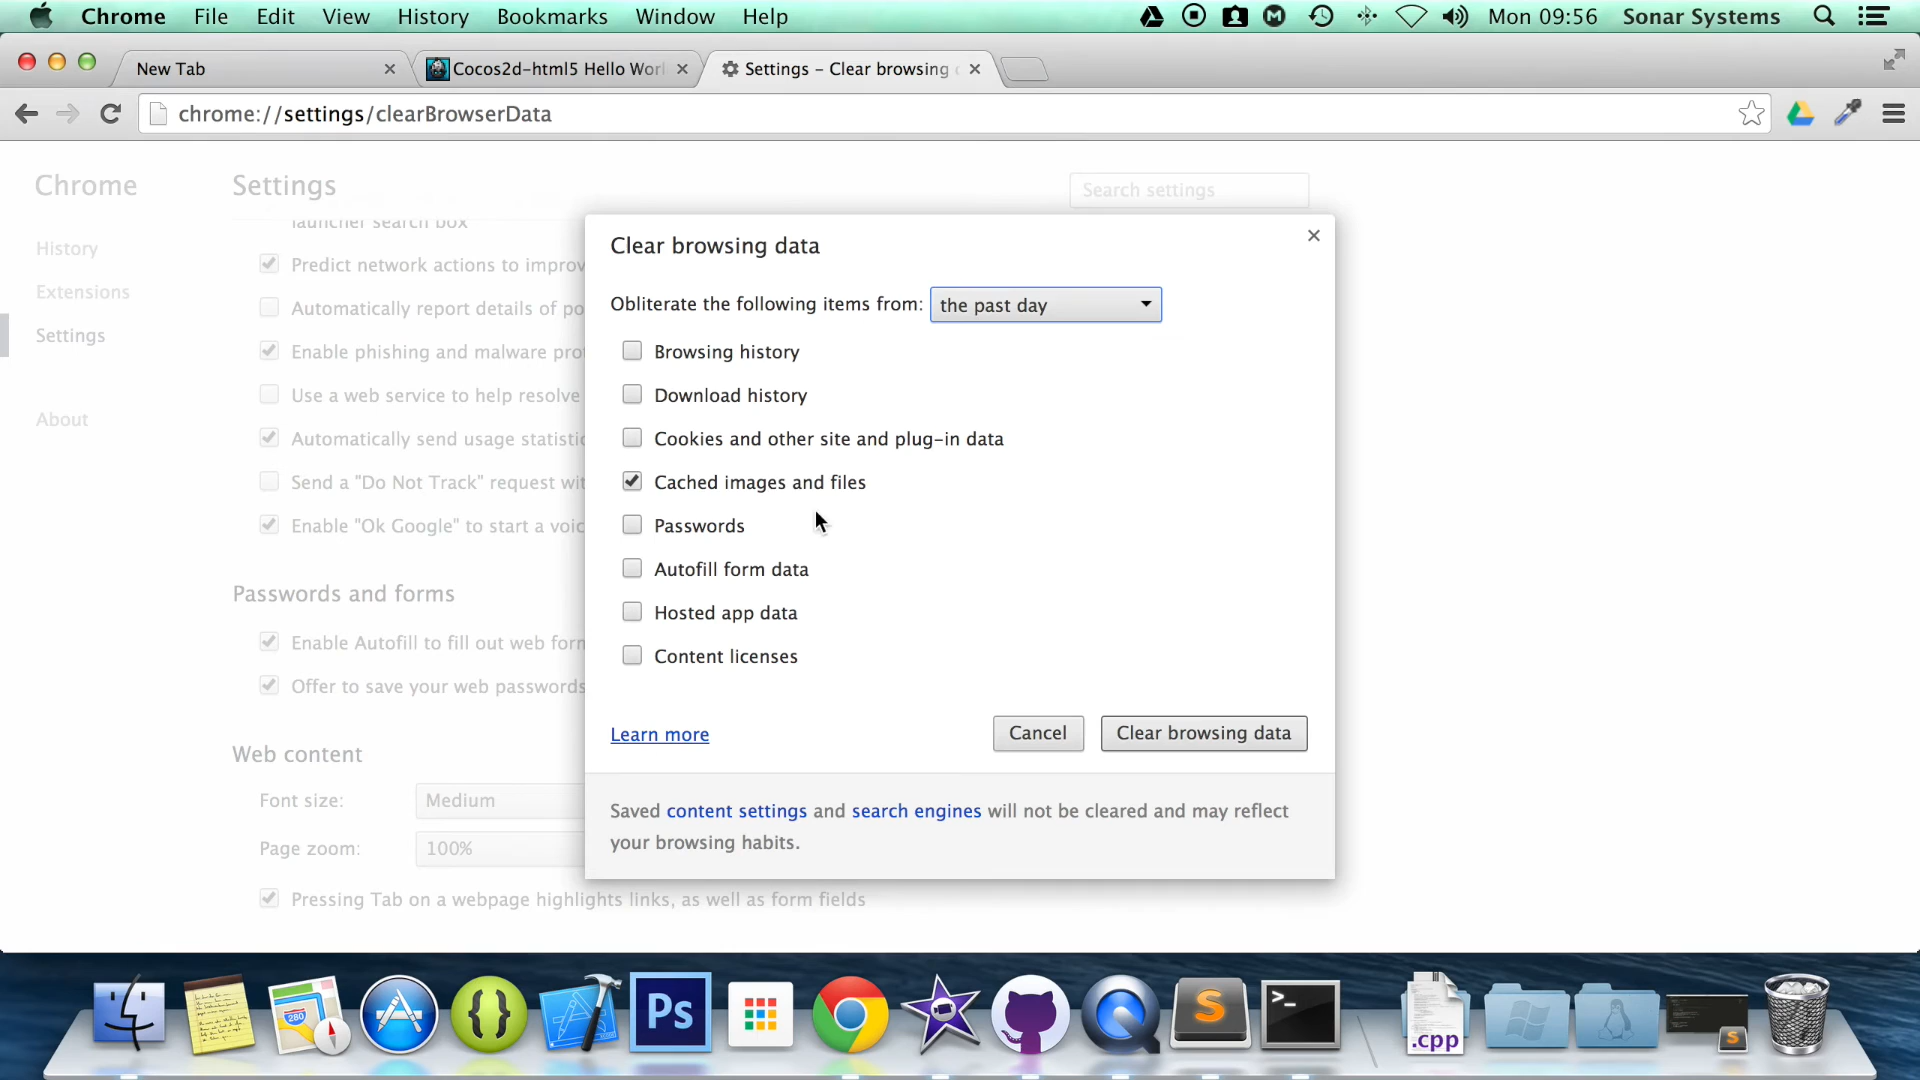 Chrome File Edit View History Bookmarks Window Help Mon 09:56 Sonar Systems
New Tab Cocos2d-html5 Hello Worl Settings - Clear browsing
chrome://settings/clearBrowserData
Chrome
History
Extensions
Settings
About
Settings
Search settings
launcher search box
Predict network actions to improv
Automatically report details of po
Enable phishing and malware pro
Use a web service to help resolve
Automatically send usage statistic
Send a "Do Not Track" request wi
Enable "Ok Google" to start a voic
Passwords and forms
Enable Autofill to fill out web forn
Offer to save your web passwords
Web content
Font size: Medium
Page zoom: 100%
Pressing Tab on a webpage highlights links, as well as form fields
Clear browsing data
Obliterate the following items from: the past day
Browsing history
Download history
Cookies and other site and plug-in data
Cached images and files
Passwords
Autofill form data
Hosted app data
Content licenses
Learn more Cancel Clear browsing data
Saved content settings and search engines will not be cleared and may reflect
your browsing habits.
280
Ps
S
>_
.cpp
S